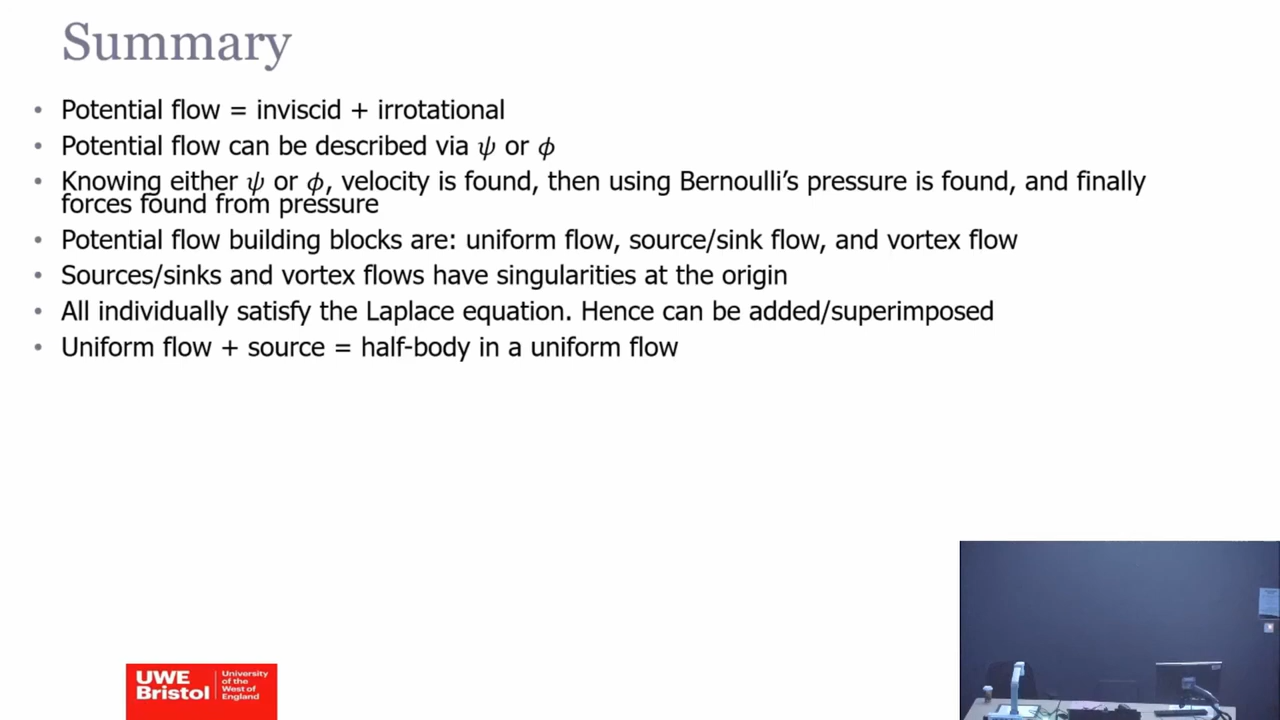 Summary
• Potential flow = inviscid + irrotational
• Potential flow can be described via ψ or ϕ
• Knowing either ψ or ϕ, velocity is found, then using Bernoulli’s pressure is found, and finally
forces found from pressure
• Potential flow building blocks are: uniform flow, source/sink flow, and vortex flow
• Sources/sinks and vortex flows have singularities at the origin
• All individually satisfy the Laplace equation. Hence can be added/superimposed
• Uniform flow + source = half-body in a uniform flow
UWE
Bristol
University
of the
West of
England